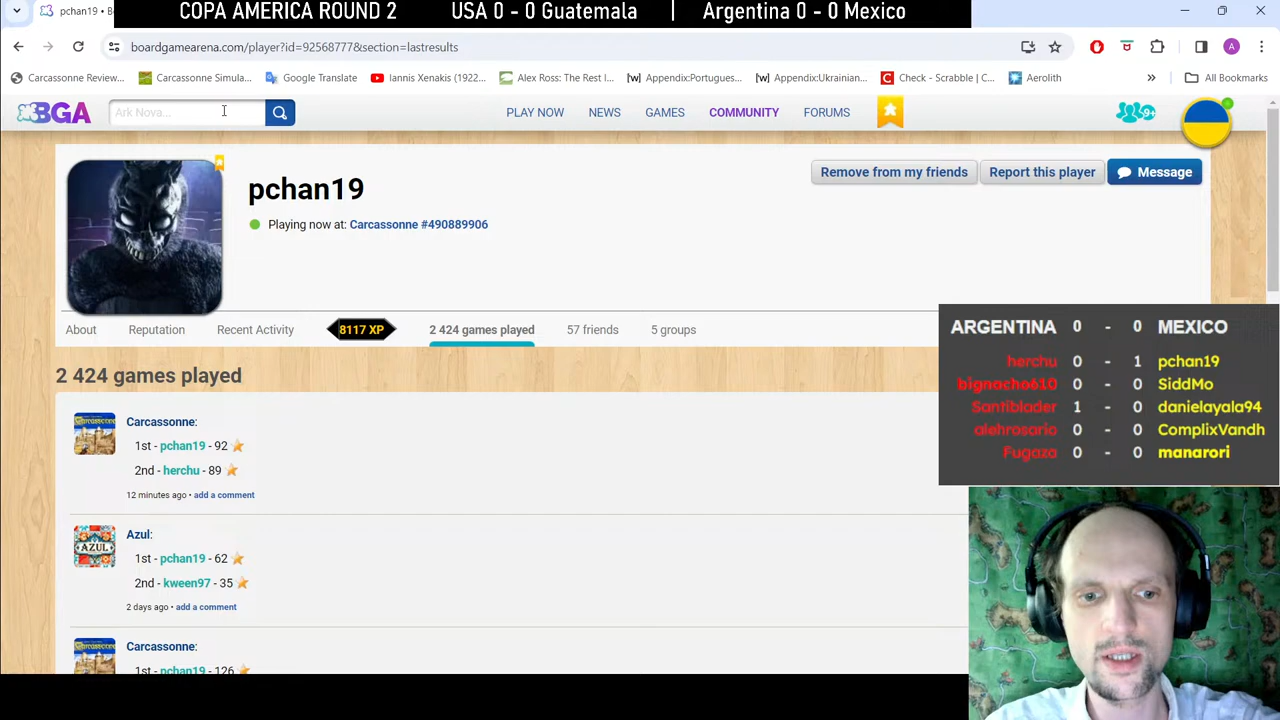 COPA AMERICA ROUND 2 USA 0 - 0 Guatemala | Argentina 0 - 0 Mexico
pchan19 • B
boardgamearena.com/player?id=92568777&section=lastresults
A
Carcassonne Review... Carcassonne Simula... Google Translate Iannis Xenakis (1922... Alex Ross: The Rest I... [w] Appendix:Portugues... [w] Appendix:Ukrainian... C Check - Scrabble | C... Aerolith » All Bookmarks
BGA Ark Nova... PLAY NOW NEWS GAMES COMMUNITY FORUMS 9+
pchan19
Remove from my friends Report this player Message
Playing now at: Carcassonne #490889906
About Reputation Recent Activity 8117 XP 2 424 games played 57 friends 5 groups
2 424 games played
Carcassonne:
1st - pchan19 - 92
2nd - herchu - 89
12 minutes ago • add a comment
Azul:
AZUL
1st - pchan19 - 62
2nd - kween97 - 35
2 days ago • add a comment
Carcassonne:
1st - pchan19 - 126
ARGENTINA 0 - 0 MEXICO
herchu 0 - 1 pchan19
bignacho610 0 - 0 SiddMo
Santiblader 1 - 0 danielayala94
alehrosario 0 - 0 ComplixVandh
Fugaza 0 - 0 manarori